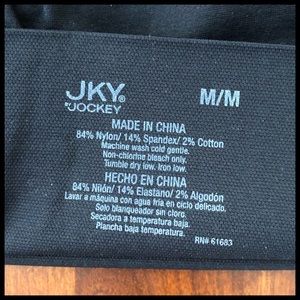 JKY®
BY JOCKEY
M/M
MADE IN CHINA
84% Nylon/ 14% Spandex/ 2% Cotton
Machine wash cold gentle.
Non-chlorine bleach only.
Tumble dry low. Iron low.
HECHO EN CHINA
84% Nilón/ 14% Elastano/ 2% Algodón
Lavar a máquina con agua fría en ciclo delicado.
Solo blanqueador sin cloro.
Secadora a temperatura baja.
Plancha baja temperatura.
RN# 61683